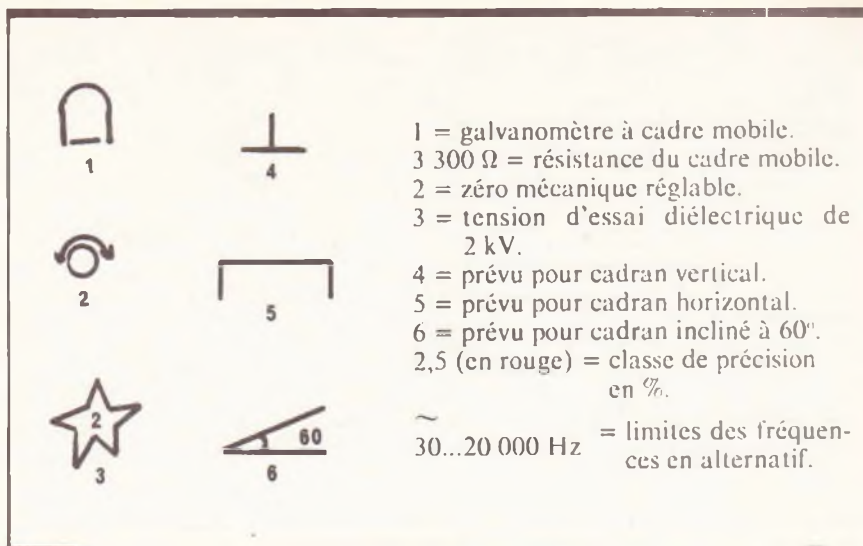 1
4
2
5
2
3
60
6
1 = galvanomètre à cadre mobile.
3 300 Ω = résistance du cadre mobile.
2 = zéro mécanique réglable.
3 = tension d'essai diélectrique de
2 kV.
4 = prévu pour cadran vertical.
5 = prévu pour cadran horizontal.
6 = prévu pour cadran incliné à 60°.
2,5 (en rouge) = classe de précision
en %.
~
30...20 000 Hz = limites des fréquen-
ces en alternatif.